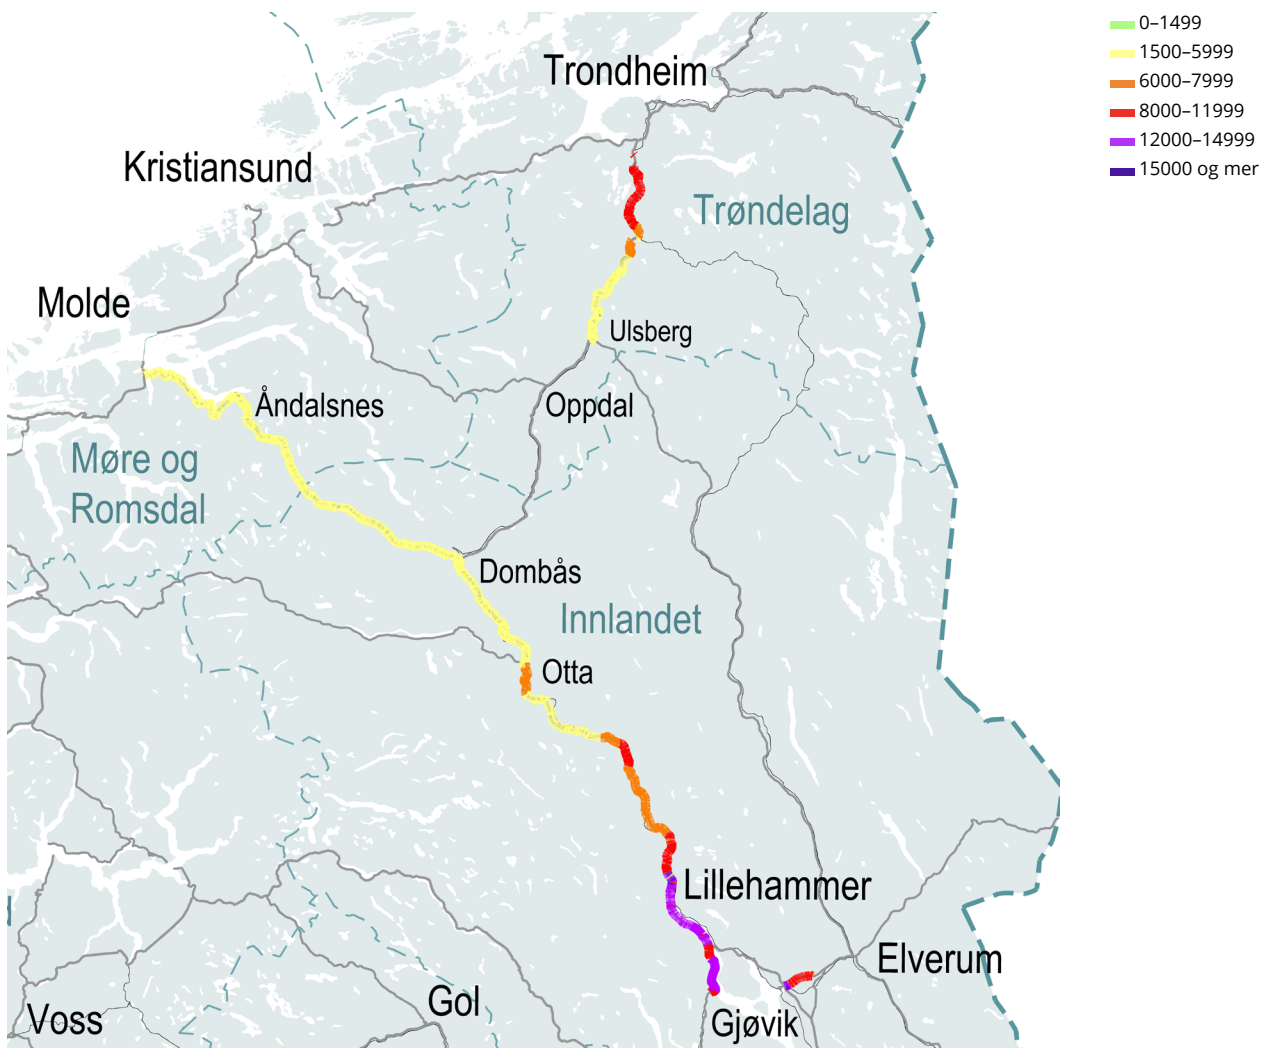 0–1499
1500–5999
6000–7999
8000–11999
12000–14999
15000 og mer
Trondheim
Kristiansund
Trøndelag
Molde
Ulsberg
Åndalsnes
Oppdal
Møre og
Romsdal
Dombås
Innlandet
Otta
Lillehammer
Elverum
Gol
Voss
Gjøvik